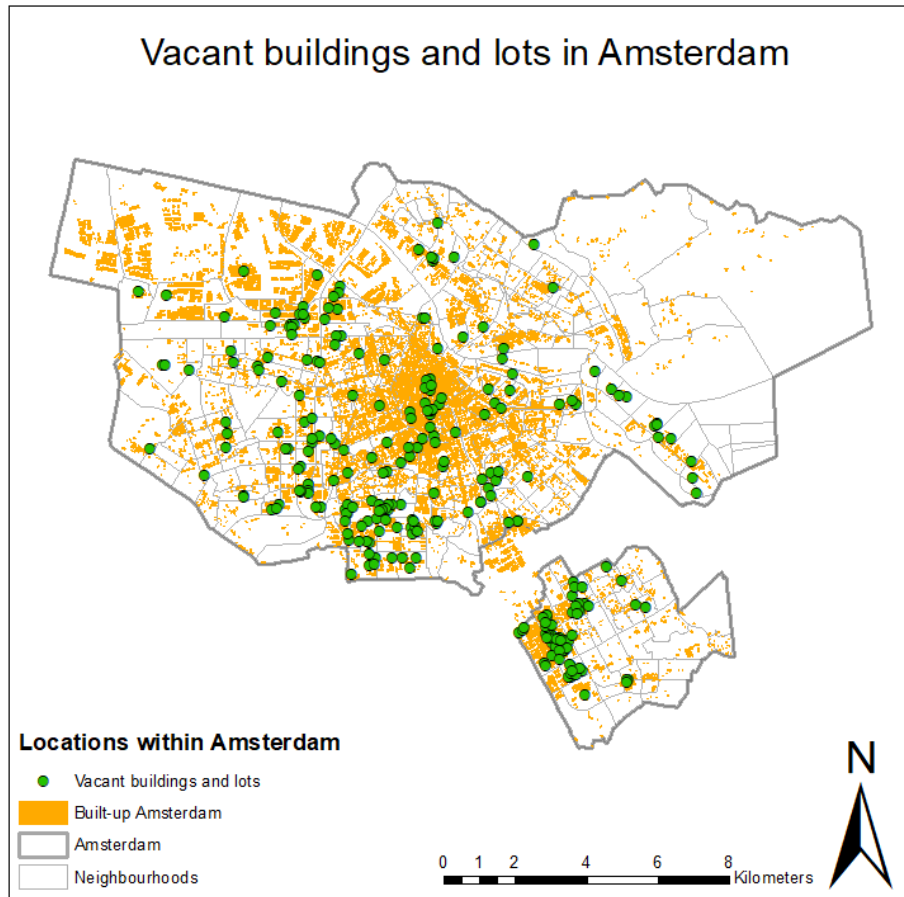 Vacant buildings and lots in Amsterdam
Locations within Amsterdam
Vacant buildings and lots
Built-up Amsterdam
Amsterdam
Neighbourhoods
N
0 1 2 4 6 8
Kilometers